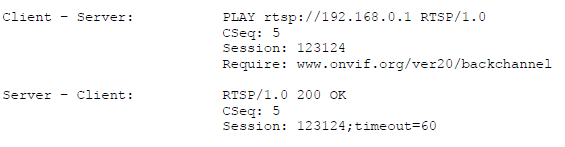 Client – Server: PLAY rtsp://192.168.0.1 RTSP/1.0
CSeq: 5
Session: 123124
Require: www.onvif.org/ver20/backchannel
Server – Client: RTSP/1.0 200 OK
CSeq: 5
Session: 123124;timeout=60